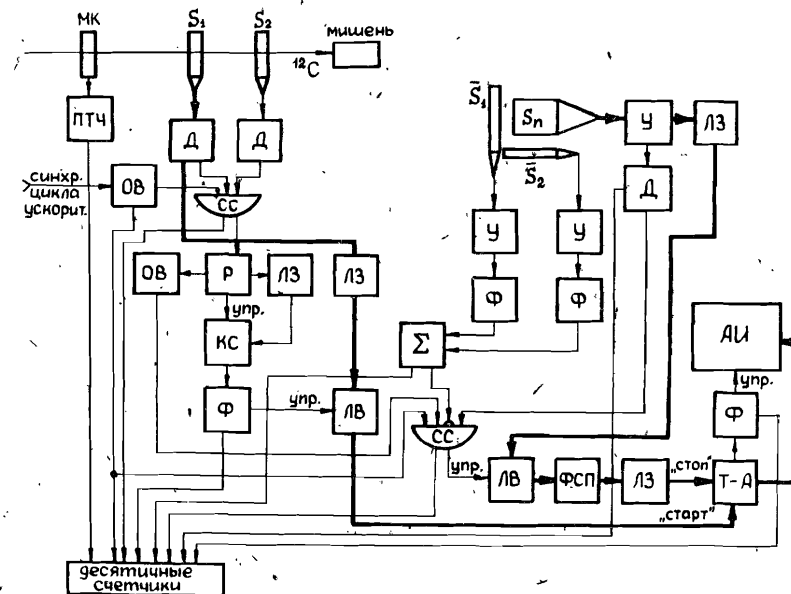 МК
S₁
S₂
мишень
¹²C
ПТЧ
Д
Д
синхр.
цикла
ускорит.
ОВ
СС
S̄₁
Sn
У
ЛЗ
S̄₂
Д
У
У
Ф
Ф
ОВ
Р
ЛЗ
ЛЗ
упр.
КС
Σ
АИ
упр.
Ф
упр.
ЛВ
Ф
СС
упр.
ЛВ
ФСП
ЛЗ
„стоп"
Т-А
„старт"
десятичные
счетчики